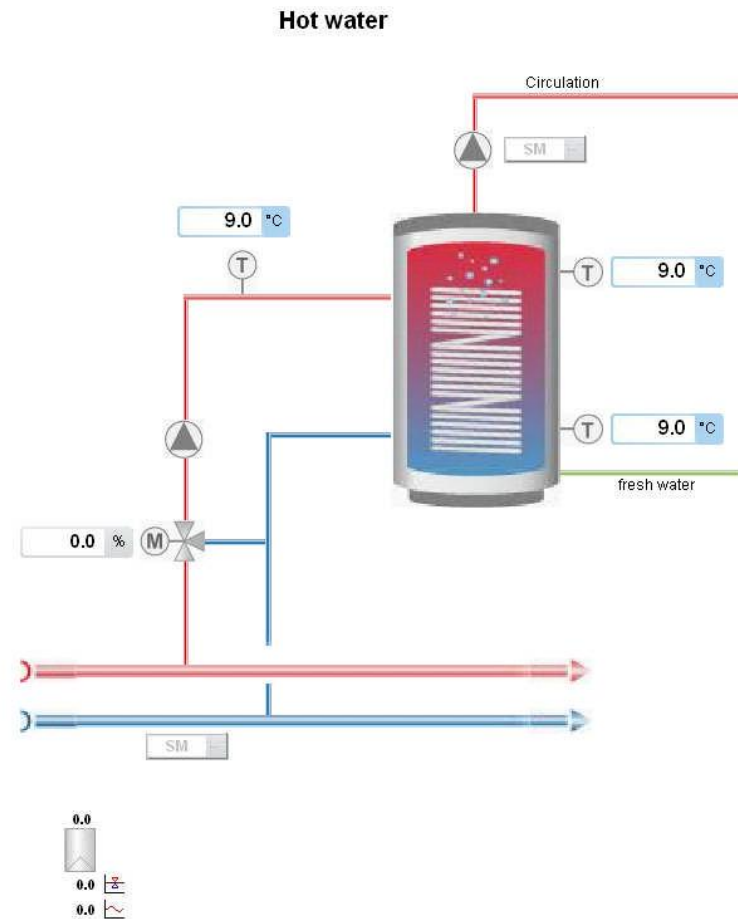 Hot water
Circulation
SM ...
9.0 °C
T
T 9.0 °C
T 9.0 °C
fresh water
0.0 % M
SM ...
0.0
0.0
0.0